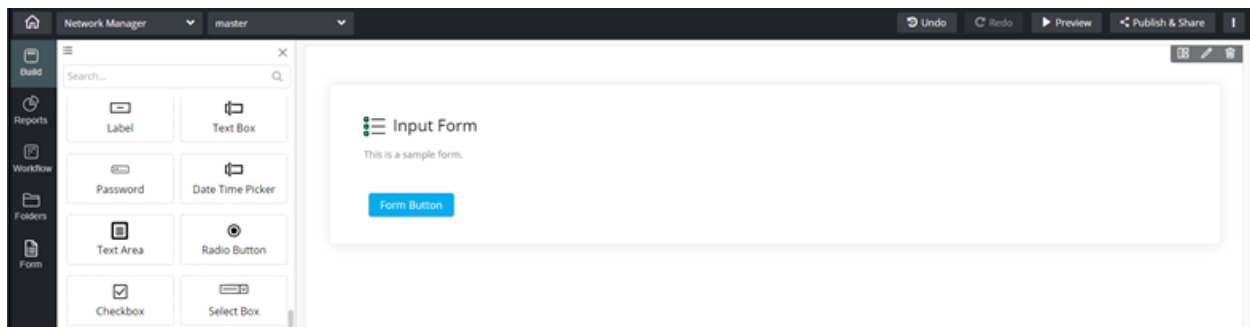 Network Manager master Undo Redo Preview Publish & Share
Build
Reports
Workflow
Folders
Form
Search...
Label Text Box
Password Date Time Picker
Text Area Radio Button
Checkbox Select Box
Input Form
This is a sample form.
Form Button